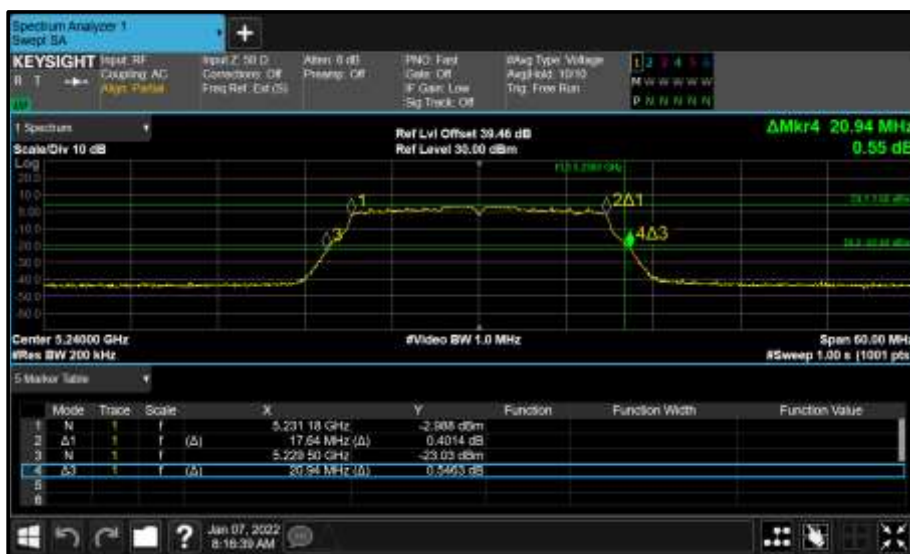 Spectrum Analyzer 1
Swept SA
+
KEYSIGHT
R T
Input: RF
Coupling: AC
Align: Partial
Input Z: 50 Ω
Corrections: Off
Freq Ref: Ext (S)
Atten: 6 dB
Preamp: Off
PNO: Fast
Gate: Off
IF Gain: Low
Sig Track: Off
#Avg Type: Voltage
Avg|Hold: 10/10
Trig: Free Run
1 2 3 4 5 6
M W W W W W
P N N N N N
1 Spectrum
Scale/Div 10 dB
Ref Lvl Offset 39.46 dB
Ref Level 30.00 dBm
ΔMkr4 20.94 MHz
0.55 dB
Log
20.0
10.0
0.00
-10.0
-20.0
-30.0
-40.0
-50.0
-60.0
1
2Δ1
3
4Δ3
Center 5.24000 GHz
#Res BW 200 kHz
#Video BW 1.0 MHz
Span 60.00 MHz
#Sweep 1.00 s (1001 pts
5 Marker Table
Mode Trace Scale X Y Function Function Width Function Value
1 N 1 f 5.231 18 GHz -2.988 dBm
2 Δ1 1 f (Δ) 17.64 MHz (Δ) 0.4014 dB
3 N 1 f 5.229 50 GHz -23.03 dBm
4 Δ3 1 f (Δ) 20.94 MHz (Δ) 0.5463 dB
5
6
?
Jan 07, 2022
8:16:39 AM